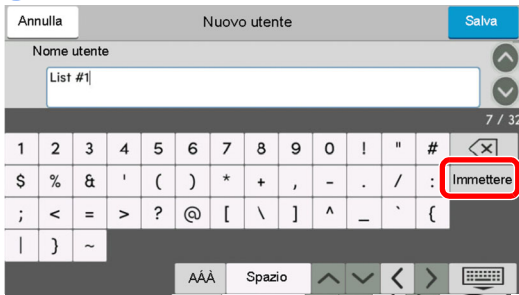 Annulla Nuovo utente Salva
Nome utente
List #1
7 / 32
1 2 3 4 5 6 7 8 9 0 ! " #
$ % & ' ( ) * + , - . / : Immettere
; < = > ? @ [ \ ] ^ _ ` {
| } ~
AÁÀ Spazio